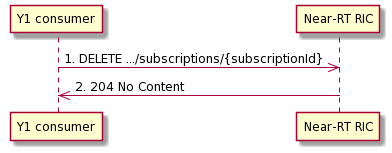 Y1 consumer
Near-RT RIC
1. DELETE .../subscriptions/{subscriptionId}
2. 204 No Content
Y1 consumer
Near-RT RIC